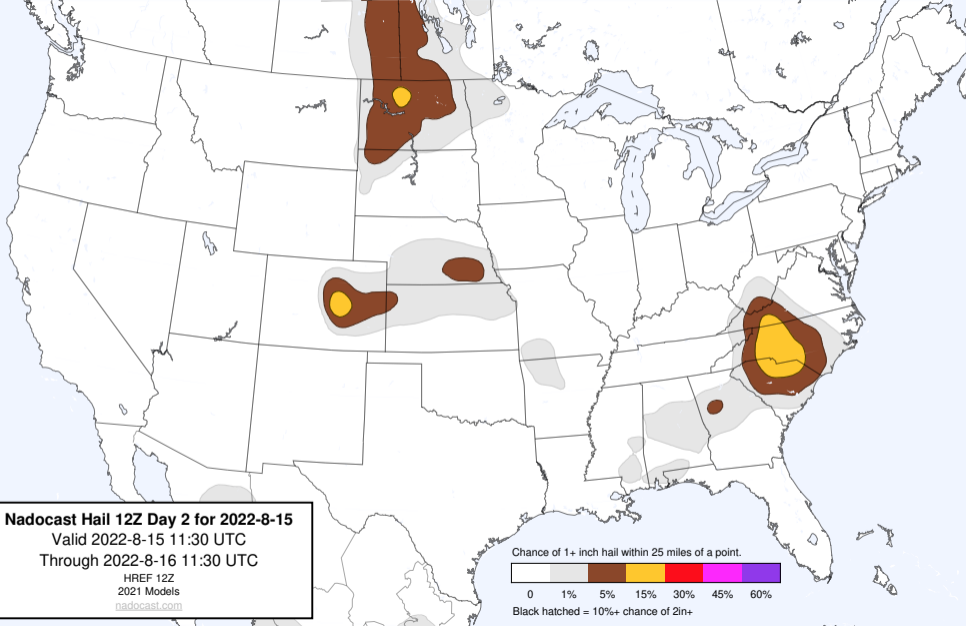 Nadocast Hail 12Z Day 2 for 2022-8-15
Valid 2022-8-15 11:30 UTC
Through 2022-8-16 11:30 UTC
HREF 12Z
2021 Models
nadocast.com
Chance of 1+ inch hail within 25 miles of a point.
0 1% 5% 15% 30% 45% 60%
Black hatched = 10%+ chance of 2in+